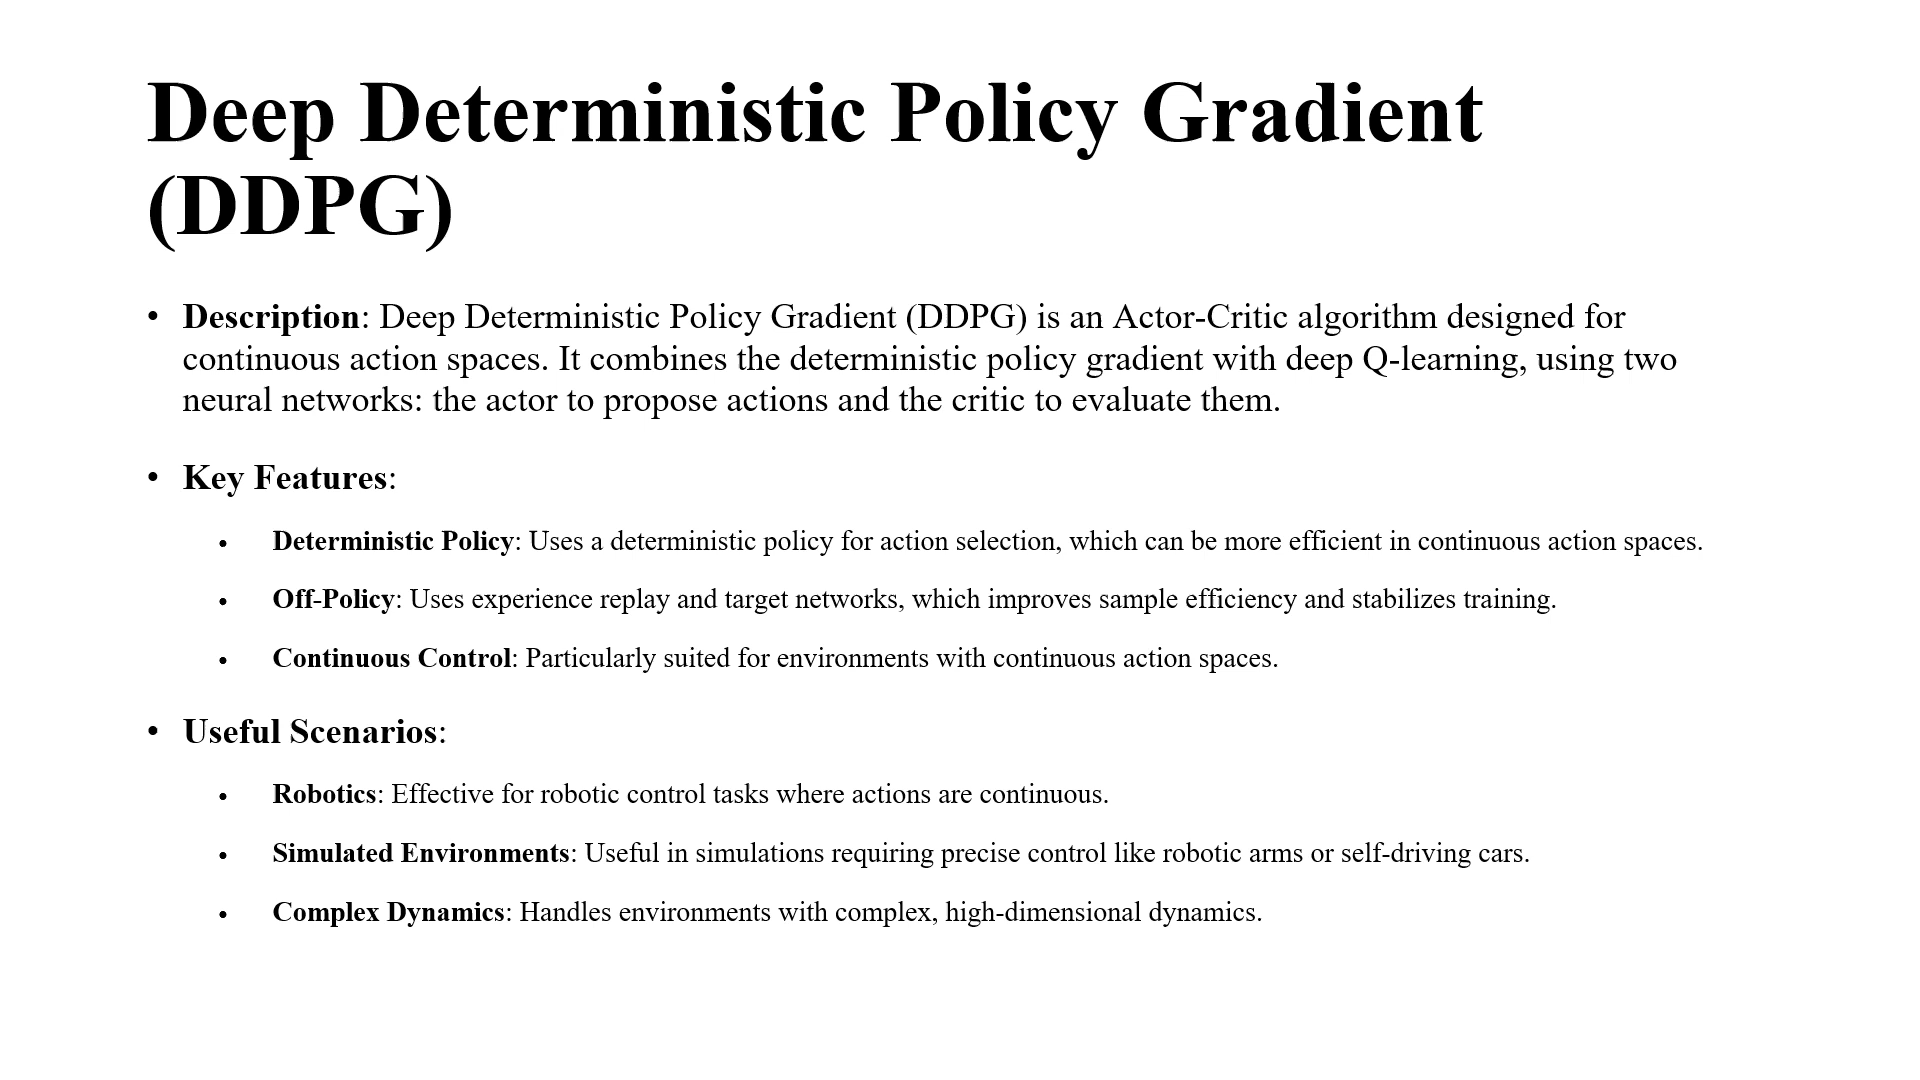 Deep Deterministic Policy Gradient
(DDPG)
• Description: Deep Deterministic Policy Gradient (DDPG) is an Actor-Critic algorithm designed for
continuous action spaces. It combines the deterministic policy gradient with deep Q-learning, using two
neural networks: the actor to propose actions and the critic to evaluate them.
• Key Features:
• Deterministic Policy: Uses a deterministic policy for action selection, which can be more efficient in continuous action spaces.
• Off-Policy: Uses experience replay and target networks, which improves sample efficiency and stabilizes training.
• Continuous Control: Particularly suited for environments with continuous action spaces.
• Useful Scenarios:
• Robotics: Effective for robotic control tasks where actions are continuous.
• Simulated Environments: Useful in simulations requiring precise control like robotic arms or self-driving cars.
• Complex Dynamics: Handles environments with complex, high-dimensional dynamics.